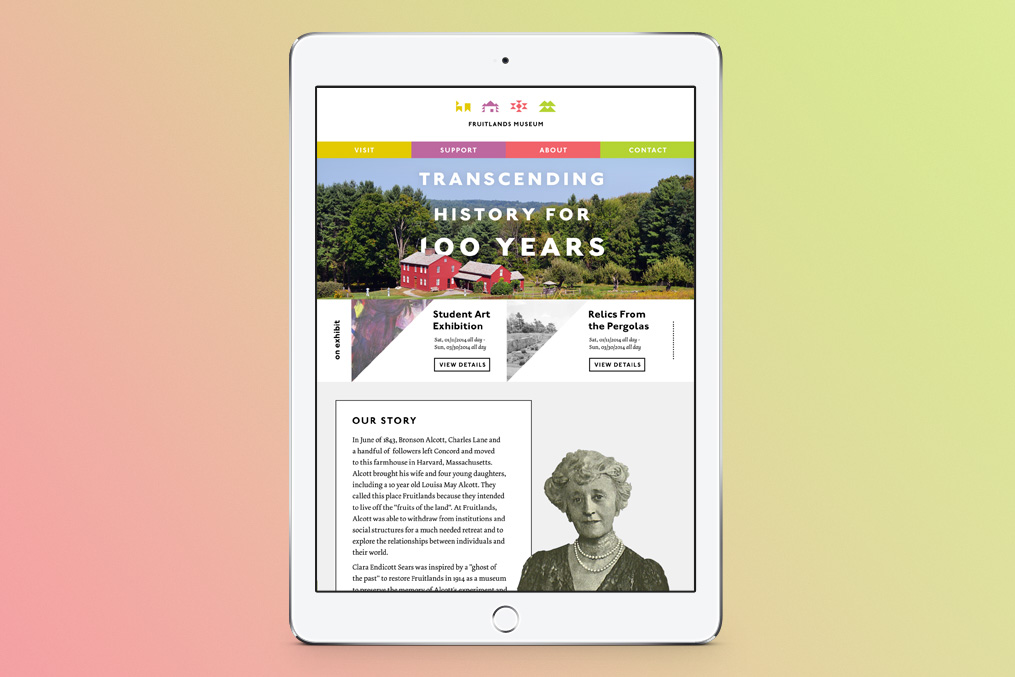 FRUITLANDS MUSEUM
VISIT
SUPPORT
ABOUT
CONTACT
TRANSCENDING
HISTORY FOR
100 YEARS
on exhibit
Student Art
Exhibition
Sat, 01/11/2014 all day -
Sun, 03/30/2014 all day
VIEW DETAILS
Relics From
the Pergolas
Sat, 01/11/2014 all day -
Sun, 03/30/2014 all day
VIEW DETAILS
OUR STORY
In June of 1843, Bronson Alcott, Charles Lane and
a handful of followers left Concord and moved
to this farmhouse in Harvard, Massachusetts.
Alcott brought his wife and four young daughters,
including a 10 year old Louisa May Alcott. They
called this place Fruitlands because they intended
to live off the "fruits of the land". At Fruitlands,
Alcott was able to withdraw from institutions and
social structures for a much needed retreat and to
explore the relationships between individuals and
their world.
Clara Endicott Sears was inspired by a "ghost of
the past" to restore Fruitlands in 1914 as a museum
to preserve the memory of Alcott's experiment and